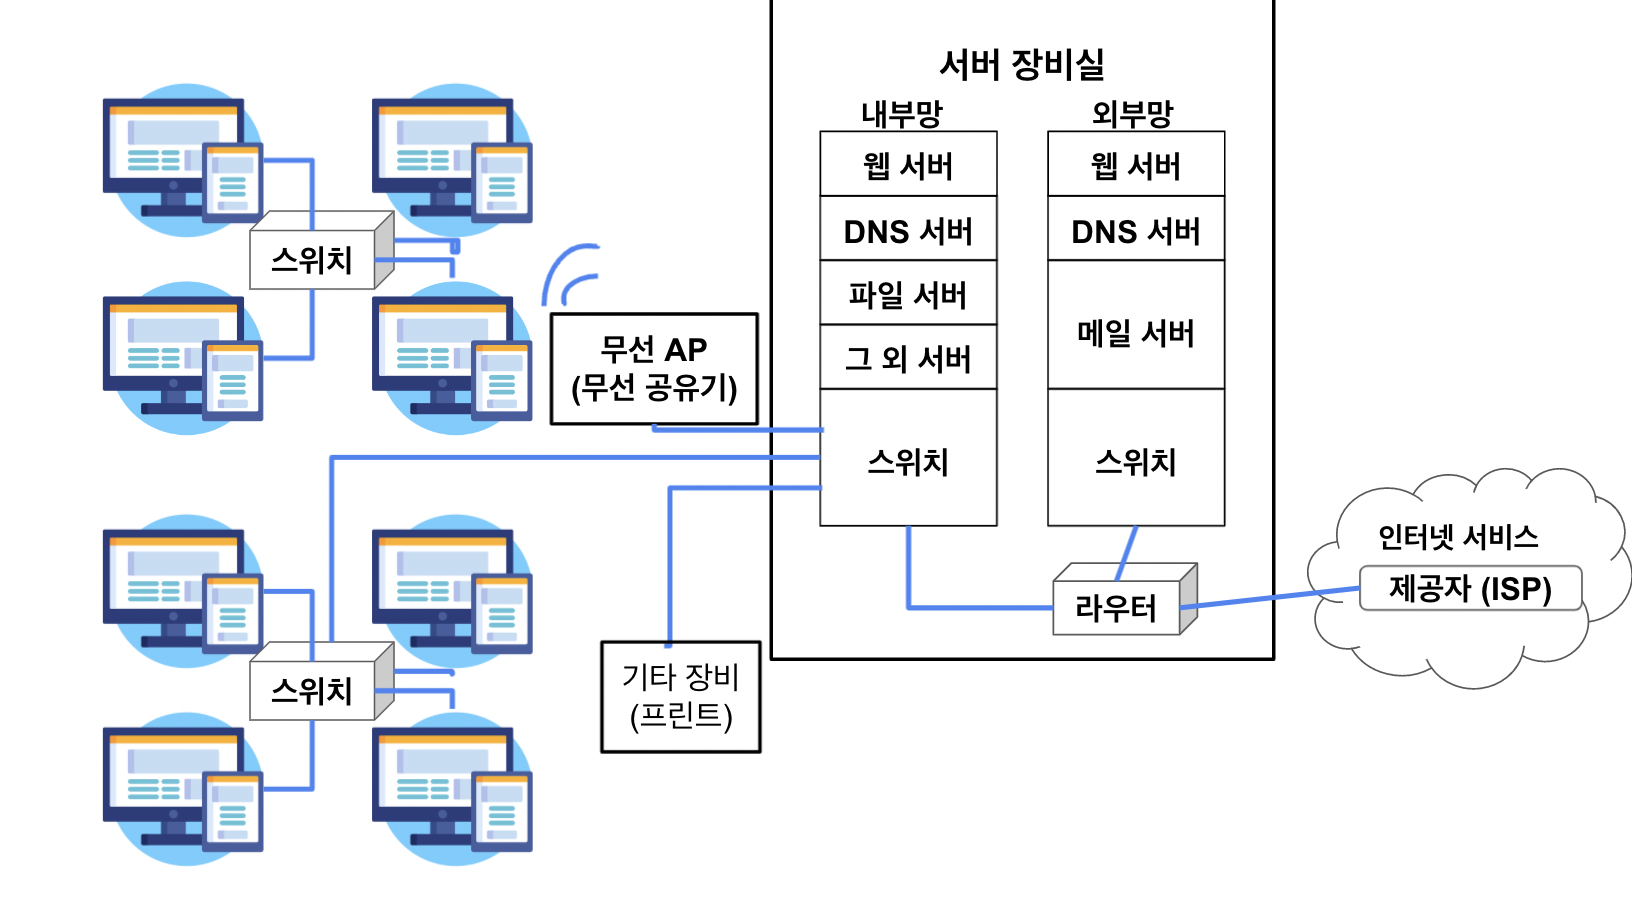 서버 장비실
내부망
외부망
웹 서버
웹 서버
DNS 서버
DNS 서버
파일 서버
메일 서버
그 외 서버
스위치
스위치
라우터
스위치
무선 AP
(무선 공유기)
스위치
기타 장비
(프린트)
인터넷 서비스
제공자 (ISP)